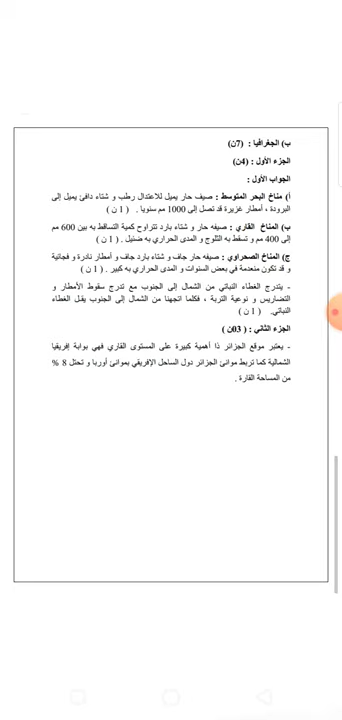 ب) الجغرافيا : (7ن)
الجزء الأول : (4ن)
الجواب الأول :
أ) مناخ البحر المتوسط : صيف حار يميل للاعتدال رطب و شتاء دافئ يميل إلى
البرودة ، أمطار غزيرة قد تصل إلى 1000 مم سنويا . ( 1 ن )
ب) المناخ القاري : صيفه حار و شتاء بارد تتراوح كمية التساقط به بين 600 مم
إلى 400 مم و تسقط به الثلوج و المدى الحراري به ضئيل . ( 1 ن )
ج) المناخ الصحراوي : صيفه حار جاف و شتاء بارد جاف و أمطار نادرة و فجائية
و قد تكون منعدمة في بعض السنوات و المدى الحراري به كبير . ( 1 ن )
- يتدرج الغطاء النباتي من الشمال إلى الجنوب مع تدرج سقوط الأمطار و
التضاريس و نوعية التربة ، فكلما اتجهنا من الشمال إلى الجنوب يقل الغطاء
النباتي. ( 1 ن )
الجزء الثاني : ( 03ن )
- يعتبر موقع الجزائر ذا أهمية كبيرة على المستوى القاري فهي بوابة إفريقيا
الشمالية كما تربط موانئ الجزائر دول الساحل الإفريقي بموانئ أوربا و تحتل 8 %
من المساحة القارة .